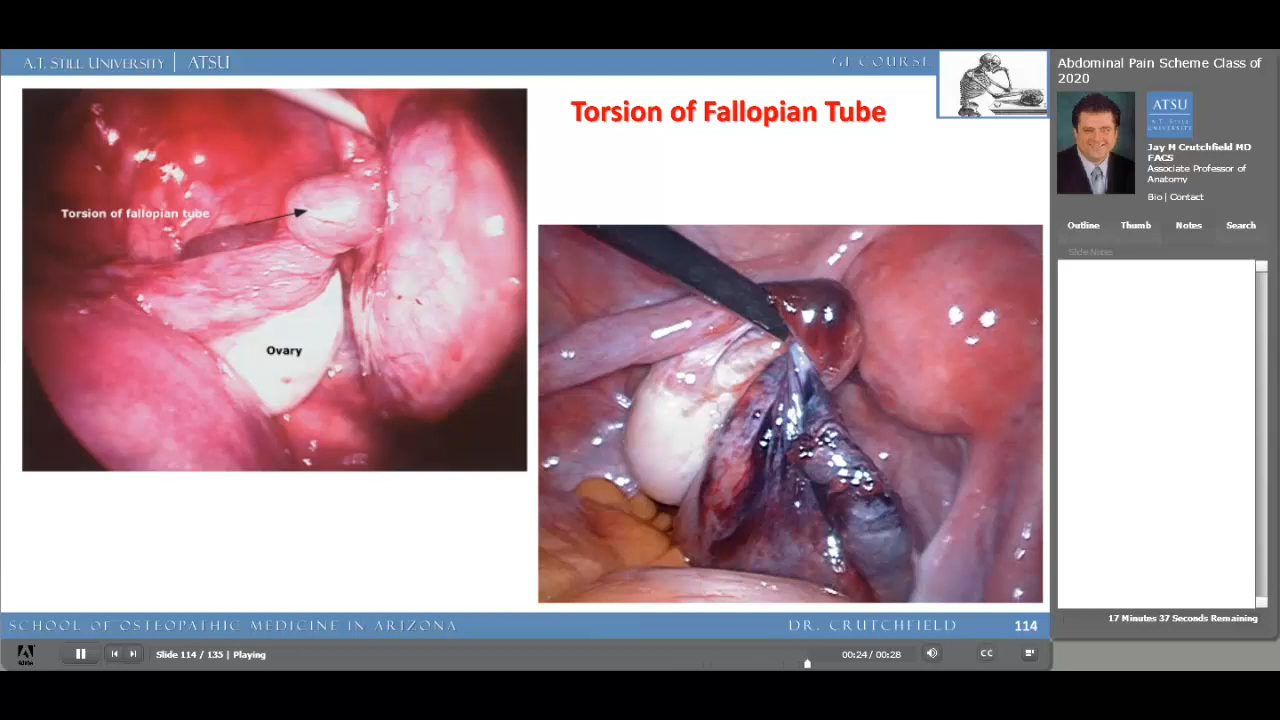 A.T. STILL UNIVERSITY | ATSU
GI COURSE
Torsion of Fallopian Tube
Torsion of fallopian tube
Ovary
SCHOOL OF OSTEOPATHIC MEDICINE IN ARIZONA
DR. CRUTCHFIELD
114
Abdominal Pain Scheme Class of
2020
ATSU
A.T. STILL
UNIVERSITY
Jay M Crutchfield MD
FACS
Associate Professor of
Anatomy
Bio | Contact
Outline
Thumb
Notes
Search
Slide Notes
17 Minutes 37 Seconds Remaining
Slide 114 / 135 | Playing
00:24 / 00:28
CC